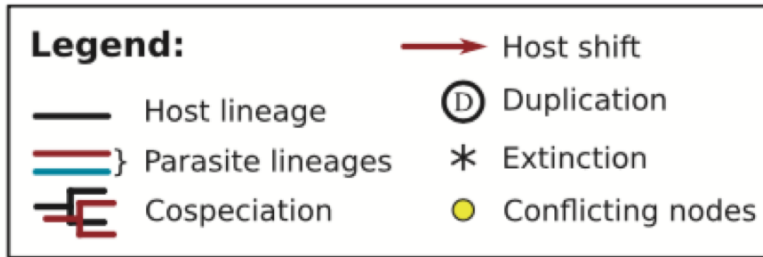 Legend:
Host lineage
} Parasite lineages
Cospeciation
Host shift
D Duplication
* Extinction
Conflicting nodes